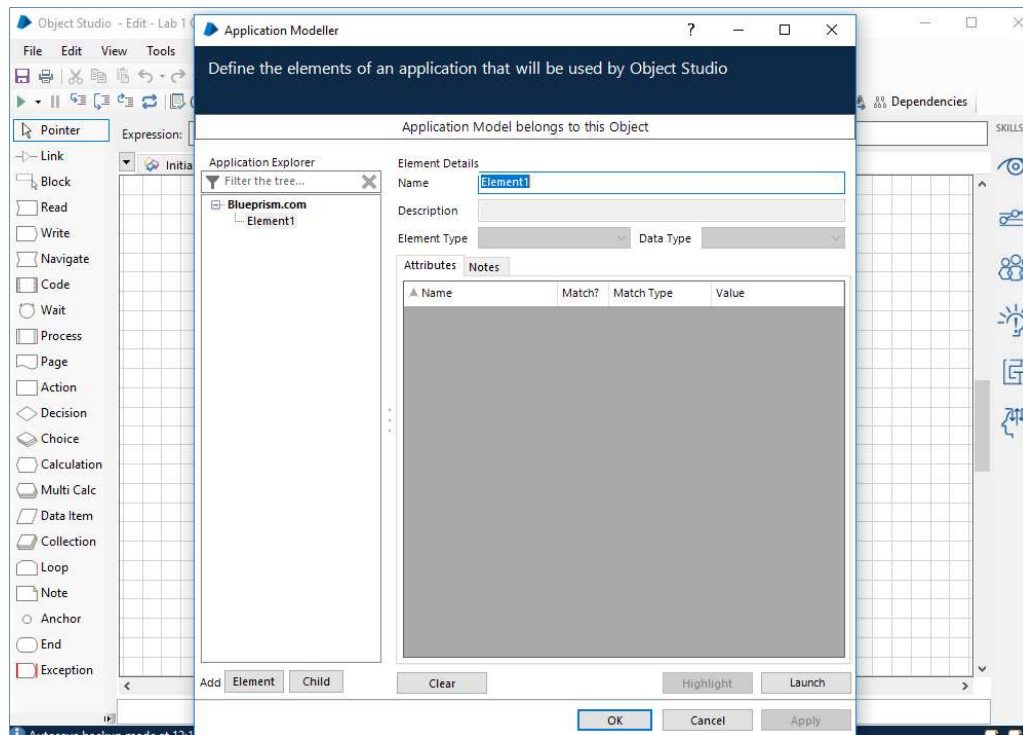 Object Studio - Edit - Lab 1
File Edit View Tools
Dependencies
Expression:
Initia
Pointer
Link
Block
Read
Write
Navigate
Code
Wait
Process
Page
Action
Decision
Choice
Calculation
Multi Calc
Data Item
Collection
Loop
Note
Anchor
End
Exception
Application Modeller
?
Define the elements of an application that will be used by Object Studio
Application Model belongs to this Object
Application Explorer
Filter the tree...
Blueprism.com
Element1
Add Element Child
Element Details
Name Element1
Description
Element Type Data Type
Attributes Notes
Name Match? Match Type Value
Clear Highlight Launch
OK Cancel Apply
SKILLS